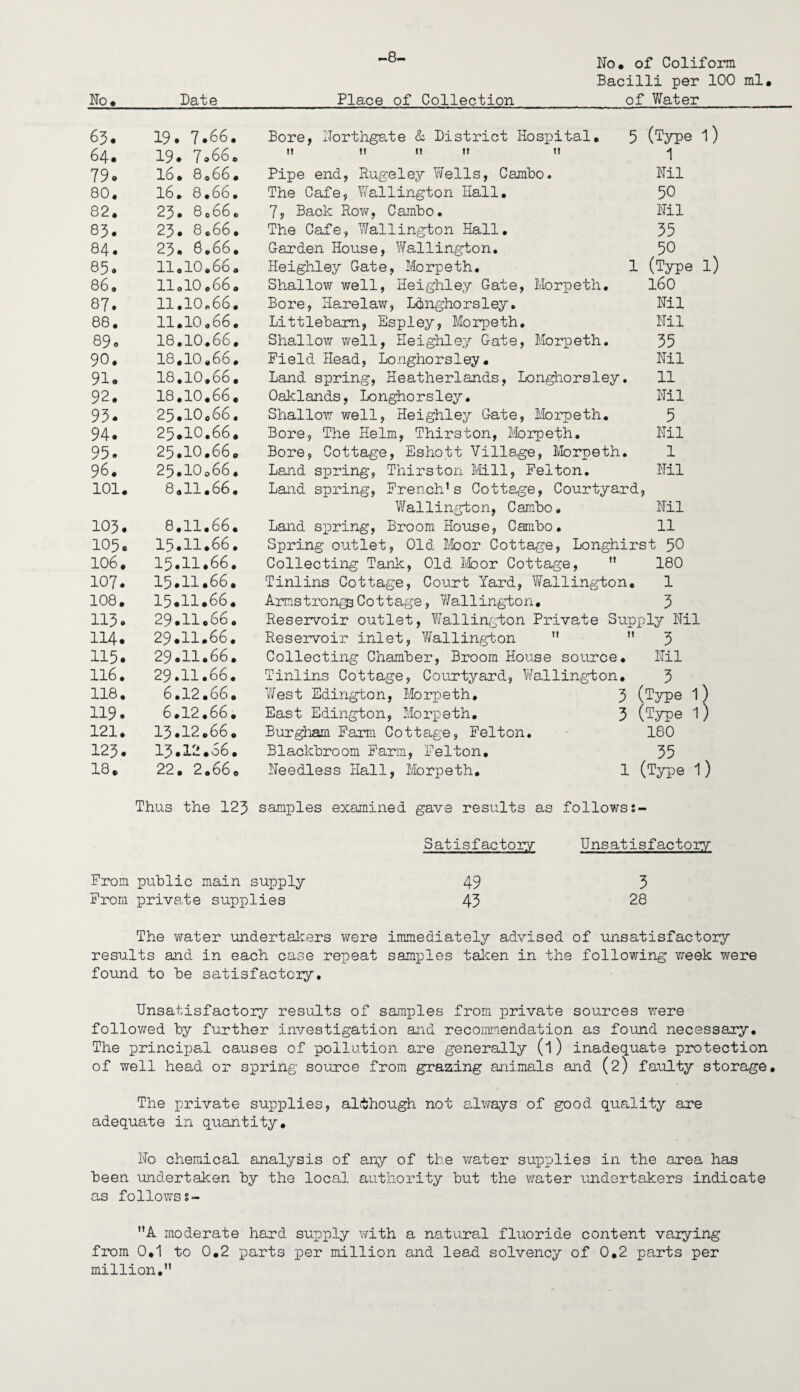 -8-
No. of Coliform
Bacilli per 100 ml.
No. Date Place of Collection of Water
63. 19. 7.66. Bore, Northgate & District Hospital. 5 (Type 1)
64. 19. 7.66. " " " " " 1
79. 16. 8.66. Pipe end, Rugeley Wells, Cambo. Nil
80. 16. 8.66. The Cafe, Wallington Hall. 50
82. 23. 8.66. 7, Back Row, Cambo. Nil
83. 23. 8.66. The Cafe, Wallington Hall. 35
84. 23. 8.66. Garden House, Wallington. 50
85. 11.10.66. Heighley Gate, Morpeth. 1 (Type 1)
86. 11.10.66. Shallow well, Heighley Gate, Morpeth. 160
87. 11.10.66. Bore, Harelaw, Longhorsley. Nil
88. 11.10.66. Littlebarn, Espley, Morpeth. Nil
89. 18.10.66. Shallow well, Heighley Gate, Morpeth. 35
90. 18.10.66. Field Head, Longhorsley. Nil
91. 18.10.66. Land spring, Heatherlands, Longhorsley. 11
92. 18.10.66. Oaklands, Longhorsley. Nil
93. 25.10.66. Shallow well, Heighley Gate, Morpeth. 5
94. 25.10.66. Bore, The Helm, Thirston, Morpeth. Nil
95. 25.10.66. Bore, Cottage, Eshott Village, Morpeth. 1
96. 25.10.66. Land spring, Thirston Mill, Felton. Nil
101. 8.11.66. Land spring, French's Cottage, Courtyard,
Wallington, Cambo. Nil
103. 8.11.66. Land spring, Broom House, Cambo. 11
105. 15.11.66. Spring outlet, Old Moor Cottage, Longhirst 50
106. 15.11.66. Collecting Tank, Old Moor Cottage, " 180
107. 15.11.66. Tinlins Cottage, Court Yard, Wallington. 1
108. 15.11.66. Armstrongs Cottage, Wallington. 3
113. 29.11.66. Reservoir outlet, Wallington Private Supply Nil
114. 29.11.66. Reservoir inlet, Wallington " " 3
115. 29.11.66. Collecting Chamber, Broom House source. Nil
116. 29.11.66. Tinlins Cottage, Courtyard, Wallington. 3
118. 6.12.66. West Edington, Morpeth. 3 (Type 1)
119. 6.12.66. East Edington, Morpeth. 3 (Type 1)
121. 13.12.66. Burgham Farm Cottage, Felton. 180
123. 13.12.66. Blackbroom Farm, Felton. 35
18. 22. 2.66. Needless Hall, Morpeth. 1 (Type 1)
Thus the 123 samples examined gave results as follows:-
Satisfactory Unsatisfactory
From public main supply 49 3
From private supplies 43 28
The water undertakers were immediately advised of unsatisfactory
results and in each case repeat samples taken in the following week were
found to be satisfactory.
Unsatisfactory results of samples from private sources were
followed by further investigation and recommendation as found necessary.
The principal causes of pollution are generally (1) inadequate protection
of well head or spring source from grazing animals and (2) faulty storage.
The private supplies, although not always of good quality are
adequate in quantity.
No chemical analysis of any of the water supplies in the area has
been undertaken by the local authority but the water undertakers indicate
as follows:-
"A moderate hard supply with a natural fluoride content varying
from 0.1 to 0.2 parts per million and lead solvency of 0.2 parts per
million."